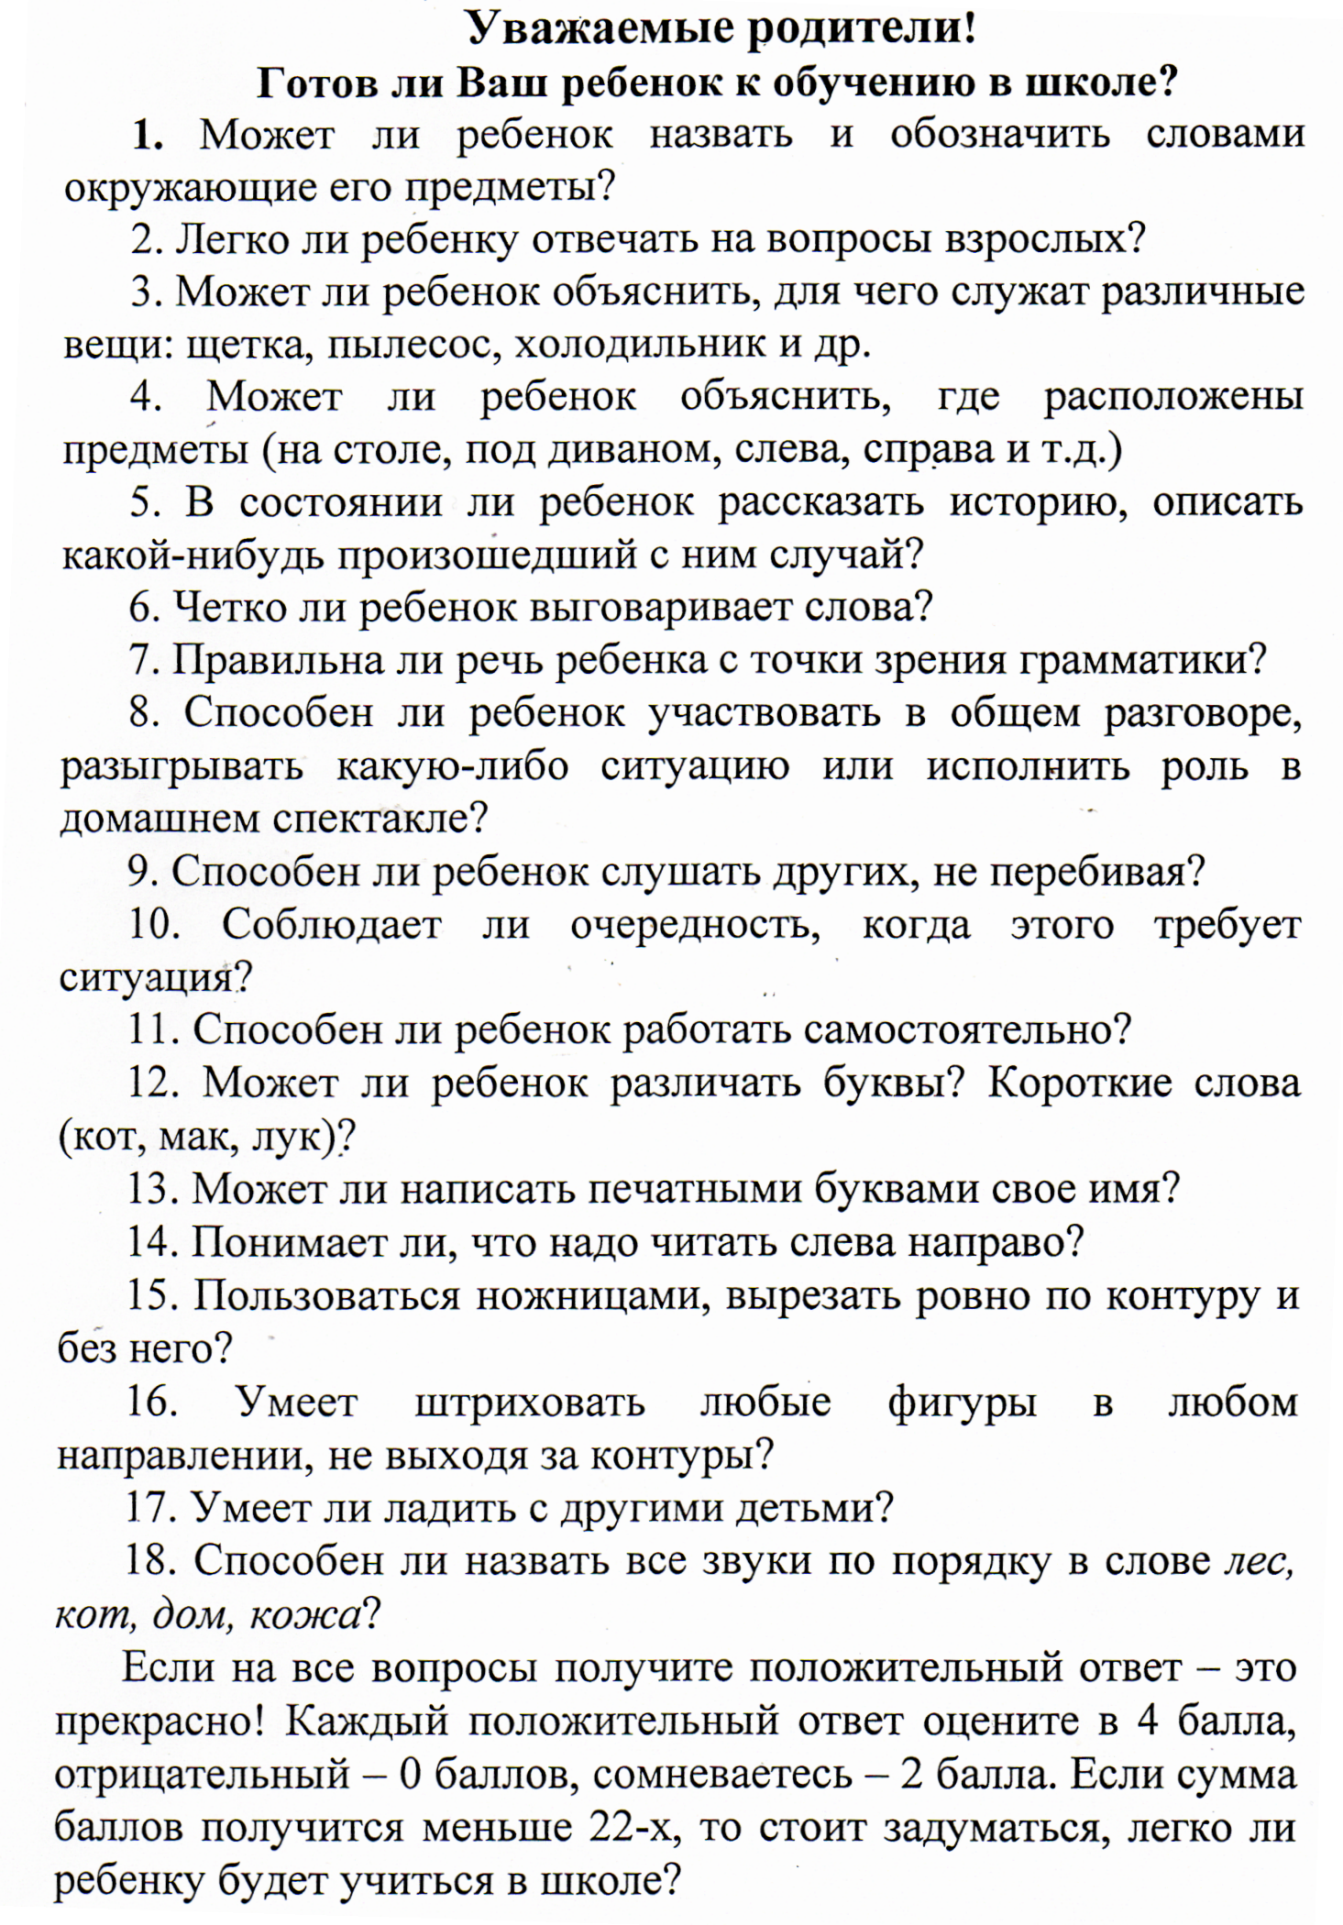 Уважаемые родители!
Готов ли Ваш ребенок к обучению в школе?
1. Может ли ребенок назвать и обозначить словами
окружающие его предметы?
2. Легко ли ребенку отвечать на вопросы взрослых?
3. Может ли ребенок объяснить, для чего служат различные
вещи: щетка, пылесос, холодильник и др.
4. Может ли ребенок объяснить, где расположены
предметы (на столе, под диваном, слева, справа и т.д.)
5. В состоянии ли ребенок рассказать историю, описать
какой-нибудь произошедший с ним случай?
6. Четко ли ребенок выговаривает слова?
7. Правильна ли речь ребенка с точки зрения грамматики?
8. Способен ли ребенок участвовать в общем разговоре,
разыгрывать какую-либо ситуацию или исполнить роль в
домашнем спектакле?
9. Способен ли ребенок слушать других, не перебивая?
10. Соблюдает ли очередность, когда этого требует
ситуация?
11. Способен ли ребенок работать самостоятельно?
12. Может ли ребенок различать буквы? Короткие слова
(кот, мак, лук)?
13. Может ли написать печатными буквами свое имя?
14. Понимает ли, что надо читать слева направо?
15. Пользоваться ножницами, вырезать ровно по контуру и
без него?
16. Умеет штриховать любые фигуры в любом
направлении, не выходя за контуры?
17. Умеет ли ладить с другими детьми?
18. Способен ли назвать все звуки по порядку в слове лес,
кот, дом, кожа?
Если на все вопросы получите положительный ответ – это
прекрасно! Каждый положительный ответ оцените в 4 балла,
отрицательный – 0 баллов, сомневаетесь – 2 балла. Если сумма
баллов получится меньше 22-х, то стоит задуматься, легко ли
ребенку будет учиться в школе?